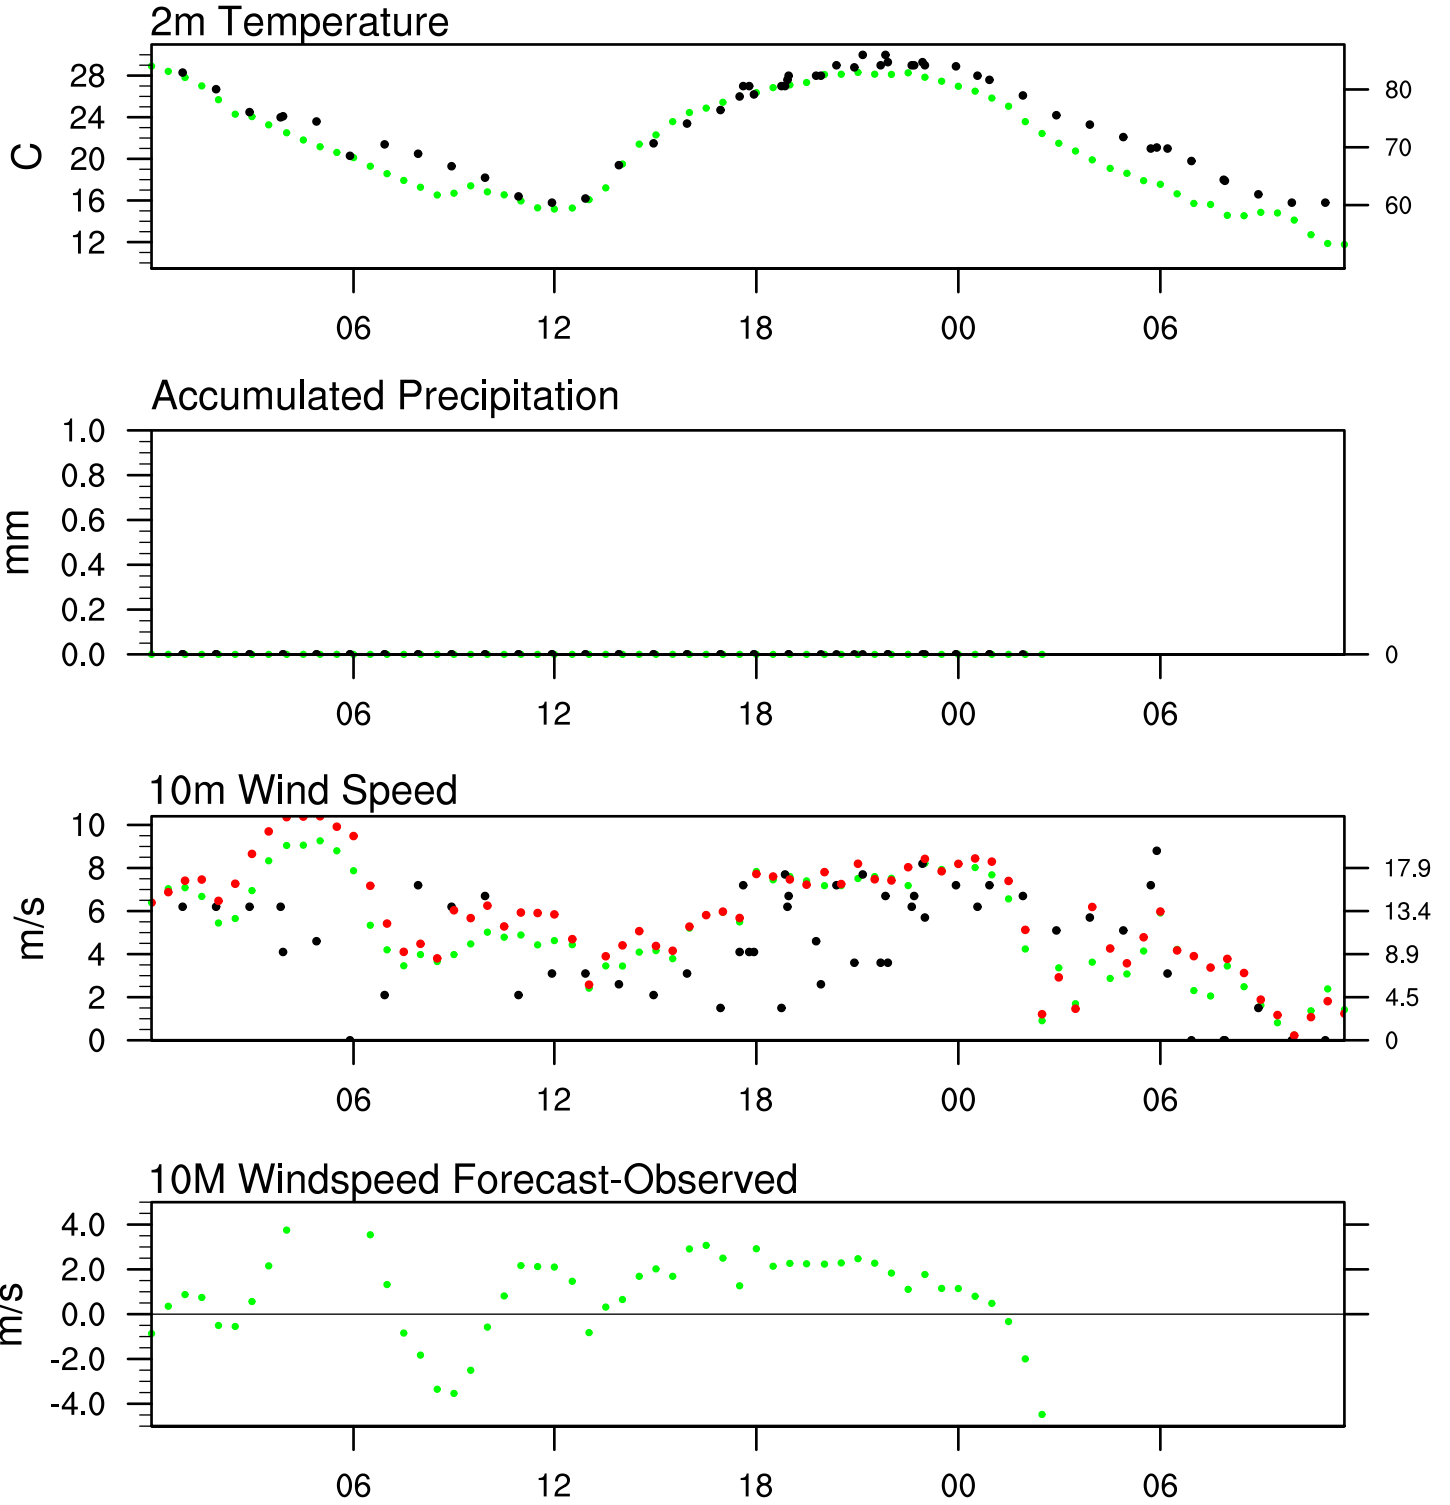 2m Temperature
28
24
20
16
12
C
80
70
60
06 12 18 00 06
Accumulated Precipitation
1.0
0.8
0.6
0.4
0.2
0.0
mm
0
06 12 18 00 06
10m Wind Speed
10
8
6
4
2
0
m/s
17.9
13.4
8.9
4.5
0
06 12 18 00 06
10M Windspeed Forecast-Observed
4.0
2.0
0.0
-2.0
-4.0
m/s
06 12 18 00 06